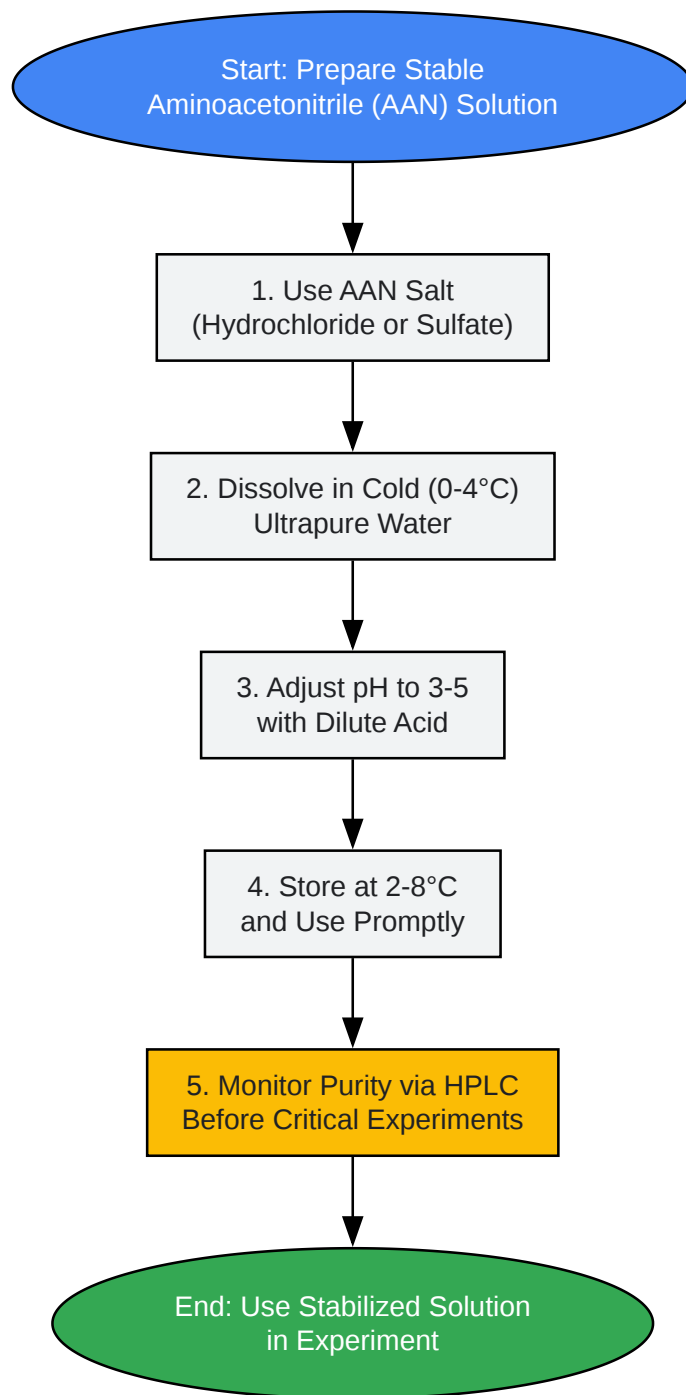 Start: Prepare Stable
Aminoacetonitrile (AAN) Solution
1. Use AAN Salt
(Hydrochloride or Sulfate)
2. Dissolve in Cold (0-4°C)
Ultrapure Water
3. Adjust pH to 3-5
with Dilute Acid
4. Store at 2-8°C
and Use Promptly
5. Monitor Purity via HPLC
Before Critical Experiments
End: Use Stabilized Solution
in Experiment